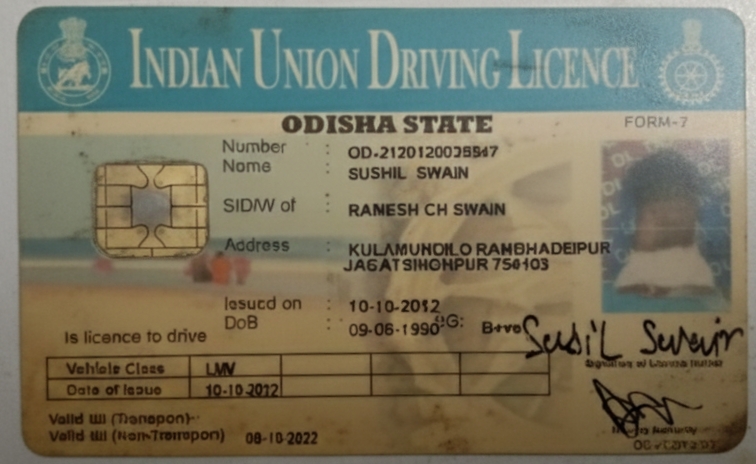 INDIAN UNION DRIVING LICENCE
ODISHA STATE
FORM-7
Number : OD-2120120035547
Name : SUSHIL SWAIN
S/D/W of : RAMESH CH SWAIN
Address : KULAMUNDILO RAMBHADEIPUR
JAGATSINGHPUR 754103
Issued on : 10-10-2012
DoB : 09-06-1990 BG: B+ve
Is licence to drive
Susil Swain
Vehicle Class LMV
Date of Issue 10-10-2012
Valid till (Transport)
Valid till (Non-Transport) 08-10-2022